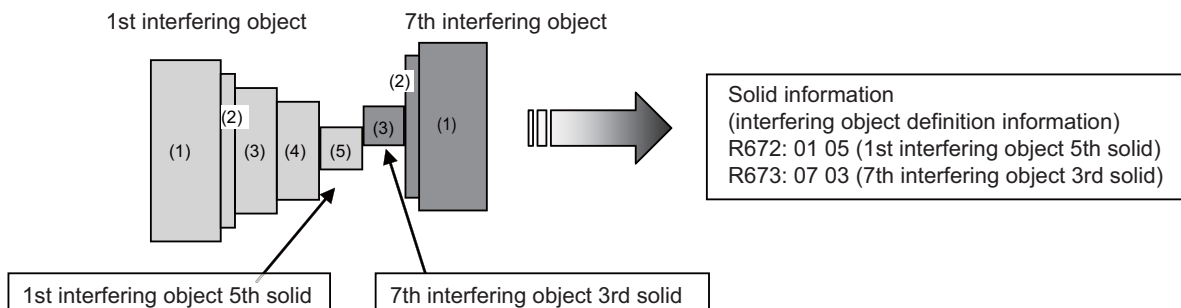 1st interfering object
7th interfering object
(1)
(2)
(3)
(4)
(5)
(3)
(2)
(1)
Solid information
(interfering object definition information)
R672: 01 05 (1st interfering object 5th solid)
R673: 07 03 (7th interfering object 3rd solid)
1st interfering object 5th solid
7th interfering object 3rd solid